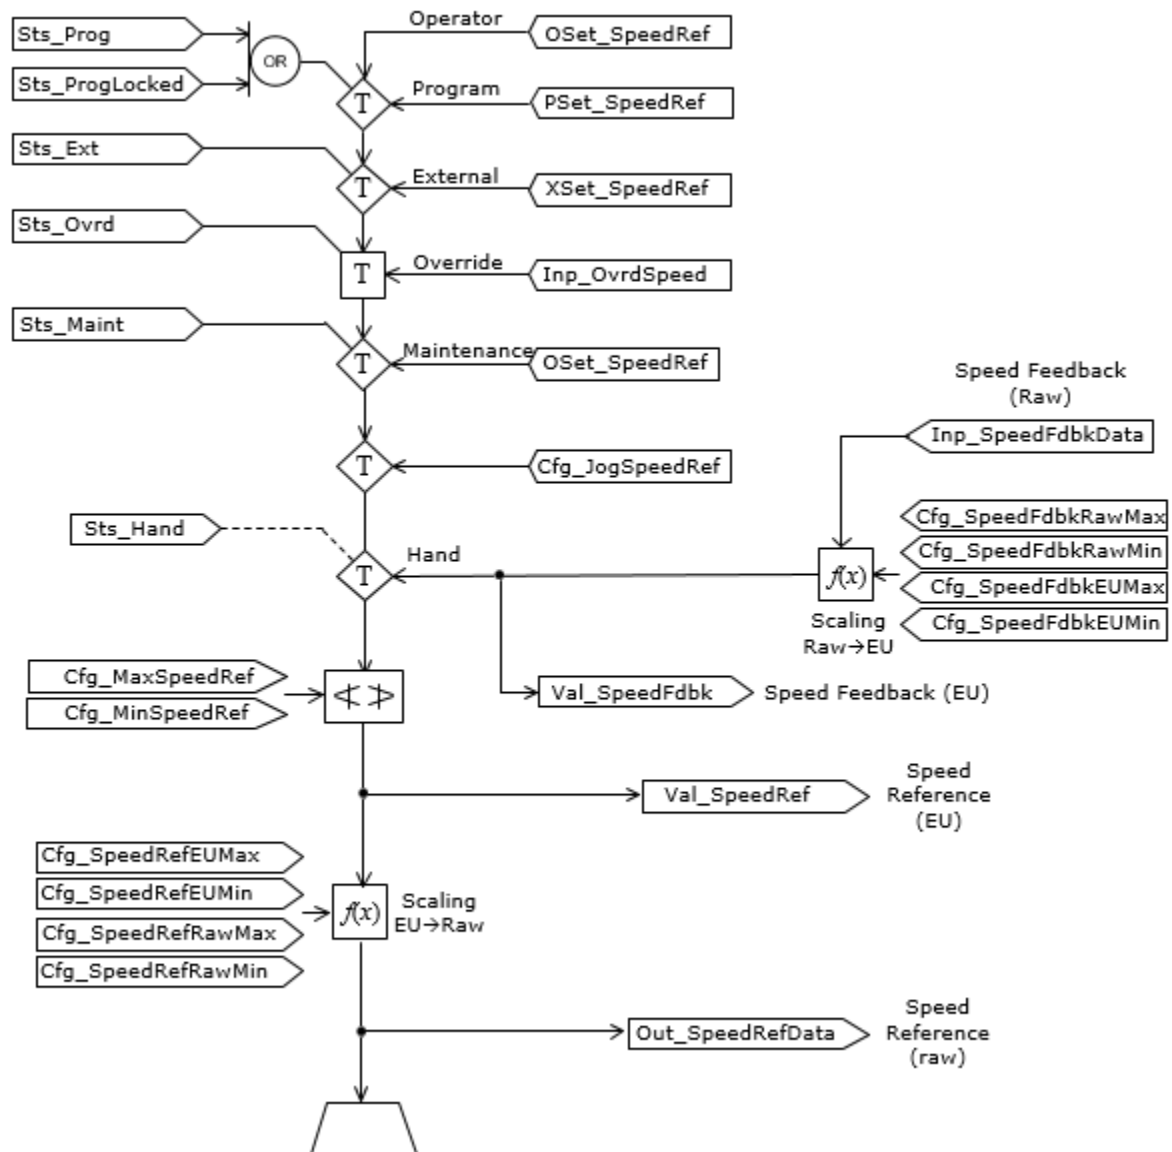 Operator
Sts_Prog
OSet_SpeedRef
OR
Sts_ProgLocked
Program
T
PSet_SpeedRef
Sts_Ext
External
T
XSet_SpeedRef
Sts_Ovrd
Override
T
Inp_OvrdSpeed
Sts_Maint
Maintenance
T
OSet_SpeedRef
Speed Feedback
(Raw)
Inp_SpeedFdbkData
T
Cfg_JogSpeedRef
Sts_Hand
Hand
T
f(x)
Cfg_SpeedFdbkRawMax
Cfg_SpeedFdbkRawMin
Cfg_SpeedFdbkEUMax
Cfg_SpeedFdbkEUMin
Scaling
Raw→EU
Cfg_MaxSpeedRef
Cfg_MinSpeedRef
< >
Val_SpeedFdbk
Speed Feedback (EU)
Val_SpeedRef
Speed
Reference
(EU)
Cfg_SpeedRefEUMax
Cfg_SpeedRefEUMin
Cfg_SpeedRefRawMax
Cfg_SpeedRefRawMin
f(x)
Scaling
EU→Raw
Out_SpeedRefData
Speed
Reference
(raw)